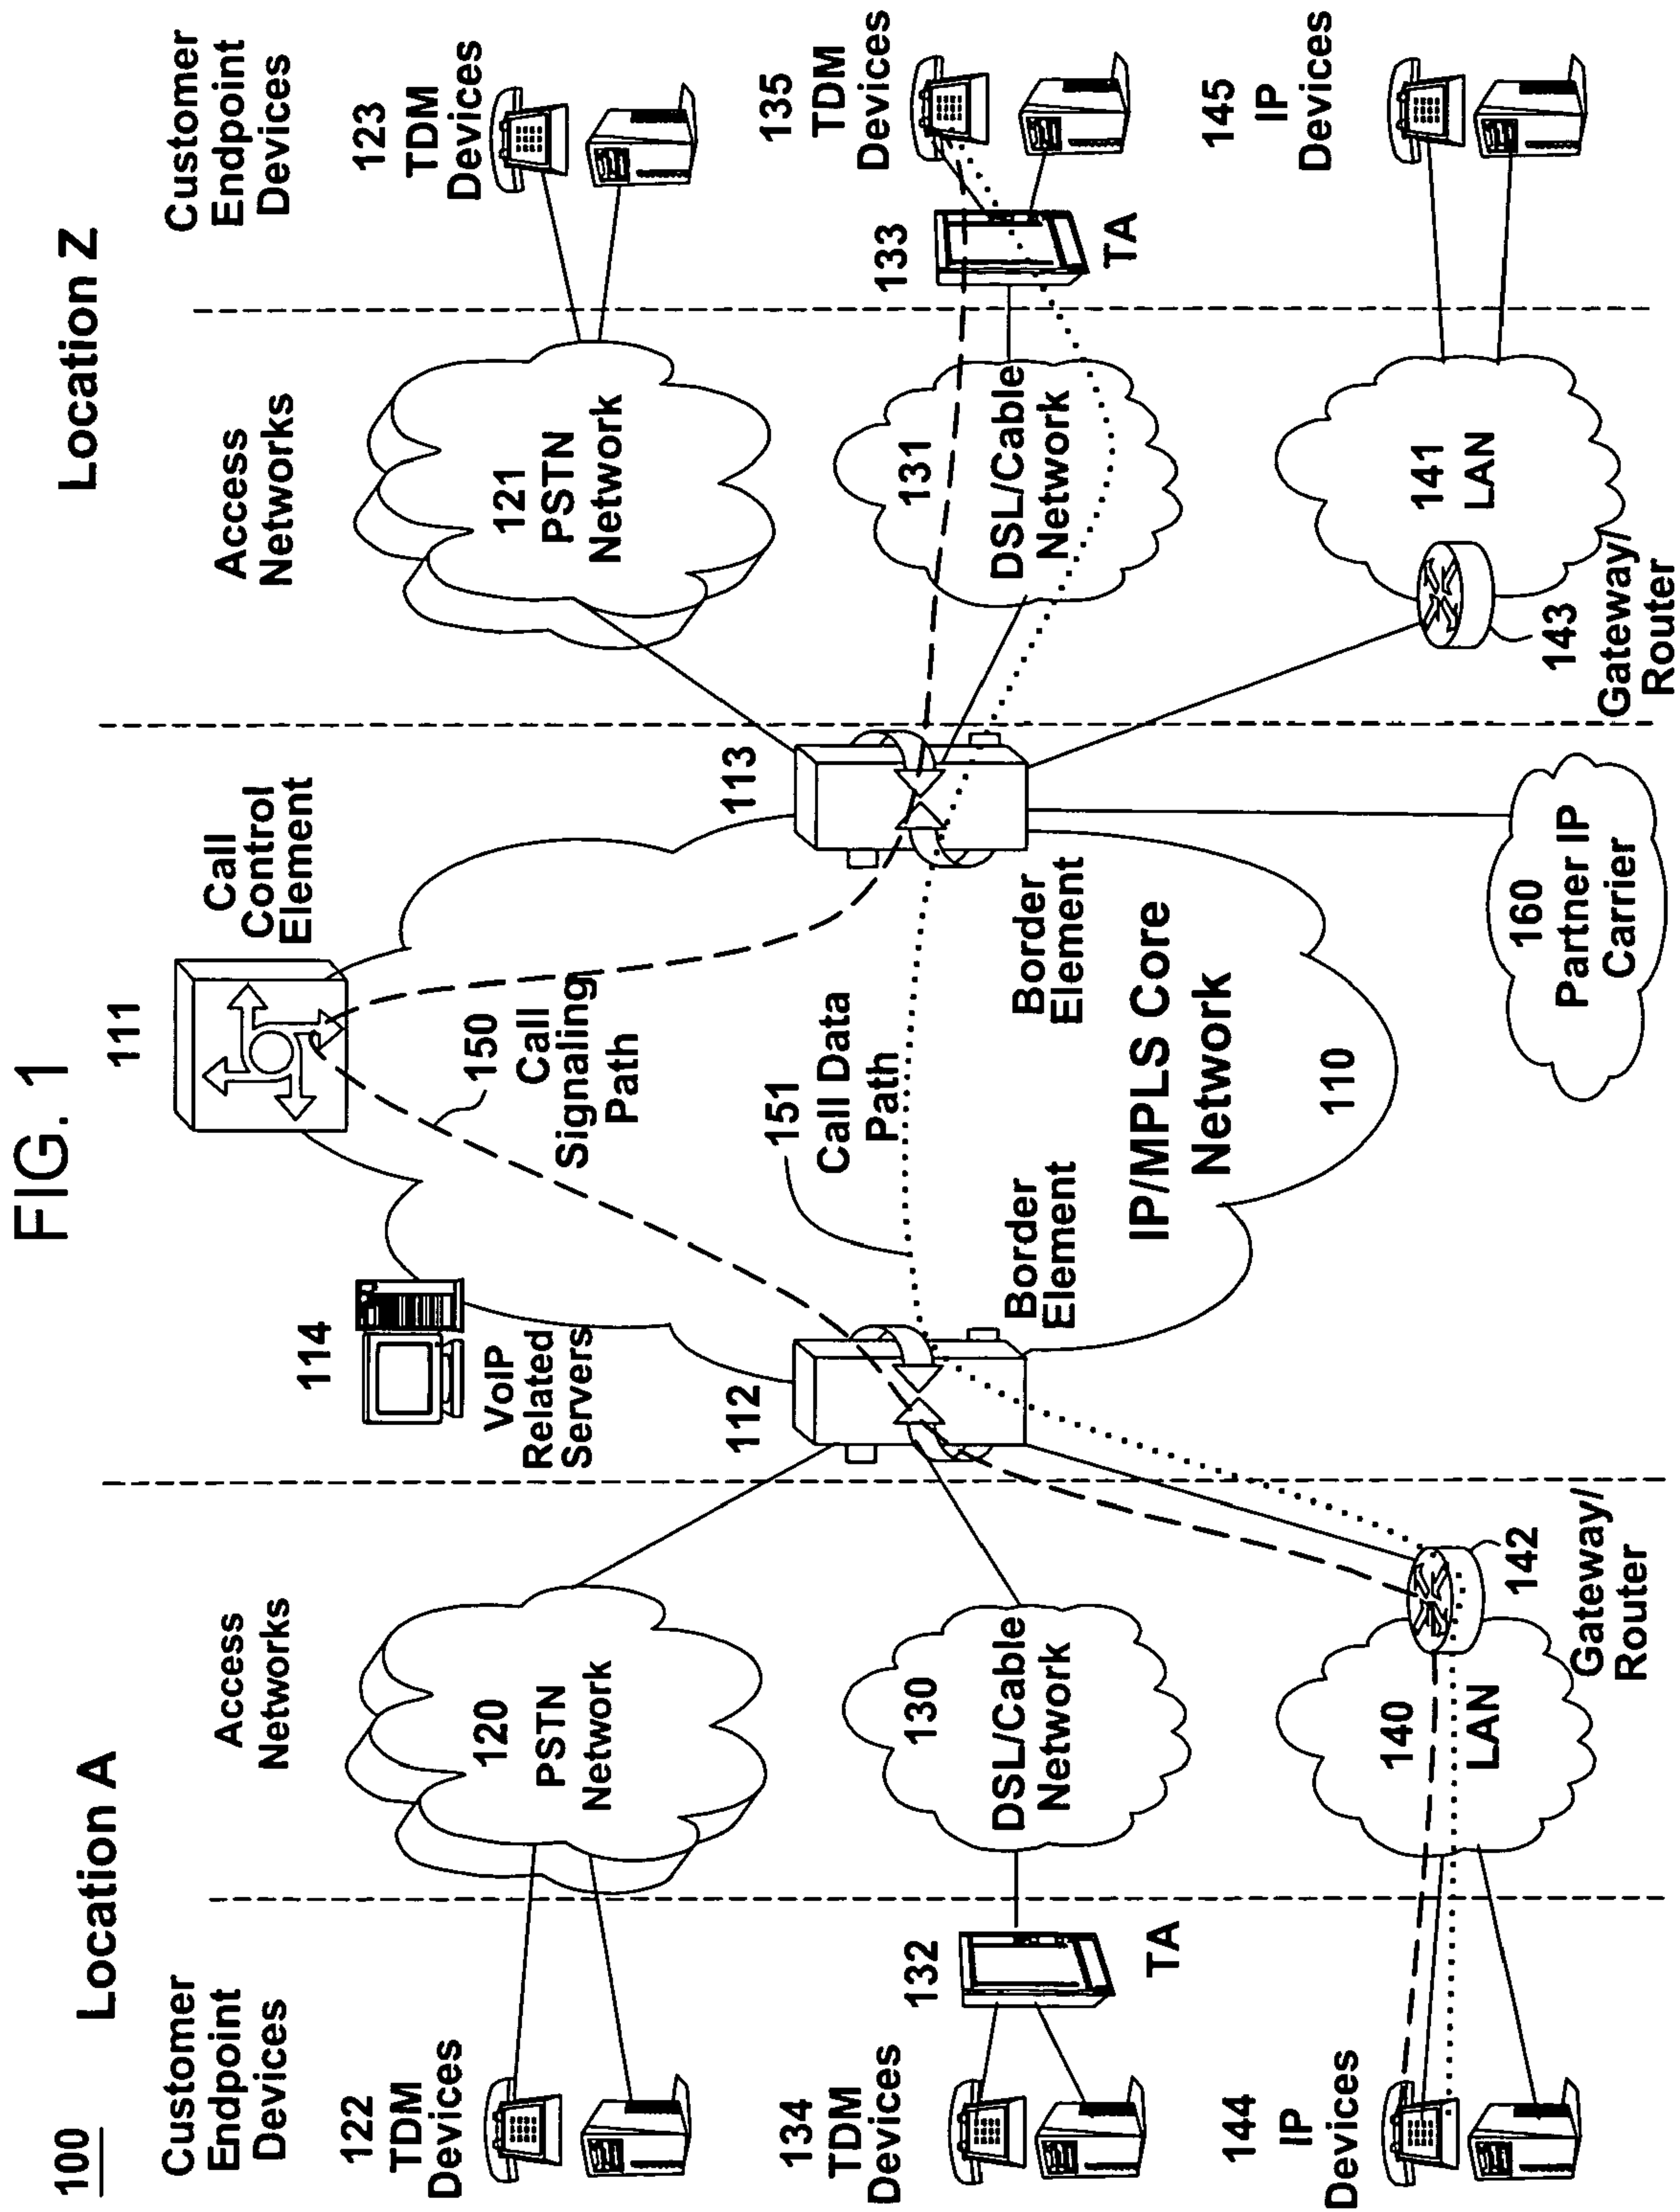 FIG. 1
100
Location A
Location Z
Customer
Endpoint
Devices
Access
Networks
114
VoIP
Related
Servers
111
Call
Control
Element
Access
Networks
Customer
Endpoint
Devices
122
TDM
Devices
120
PSTN
Network
150
Call
Signaling
Path
121
PSTN
Network
123
TDM
Devices
112
151
Call Data
Path
113
134
TDM
Devices
132
TA
130
DSL/Cable
Network
Border
Element
Border
Element
IP/MPLS Core
Network
110
131
DSL/Cable
Network
133
TA
135
TDM
Devices
144
IP
Devices
140
LAN
142
Gateway/
Router
160
Partner IP
Carrier
143
Gateway/
Router
141
LAN
145
IP
Devices